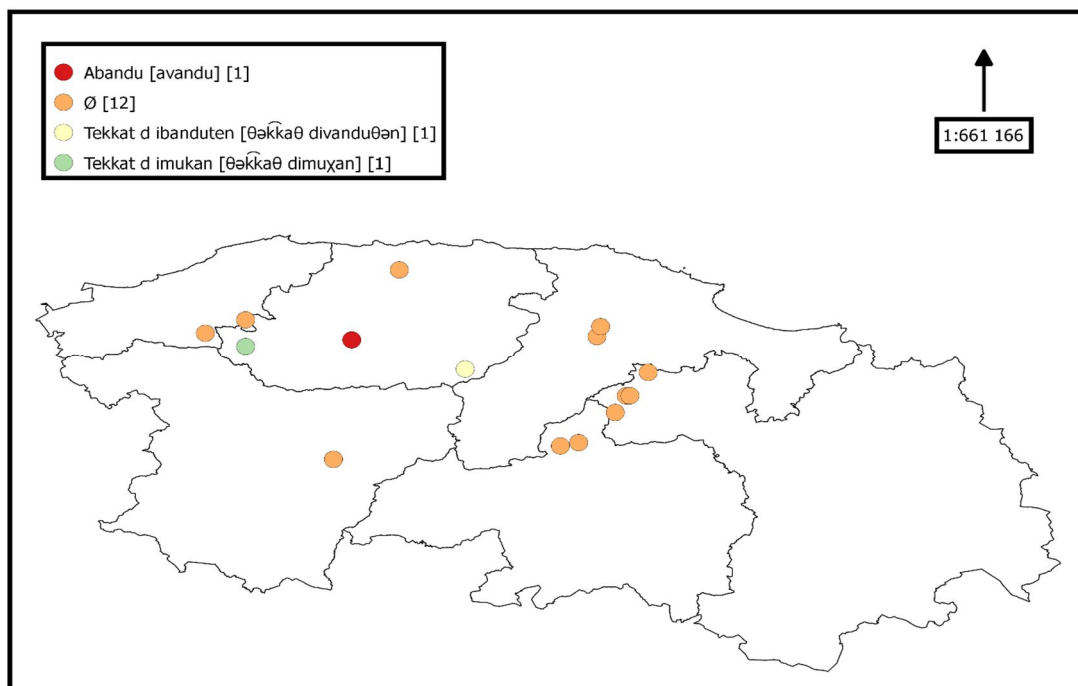 Abandu [avandu] [1]
Ø [12]
Tekkat d ibanduten [θək͡kaθ divanduθən] [1]
Tekkat d imukan [θək͡kaθ dimuχan] [1]
1:661 166